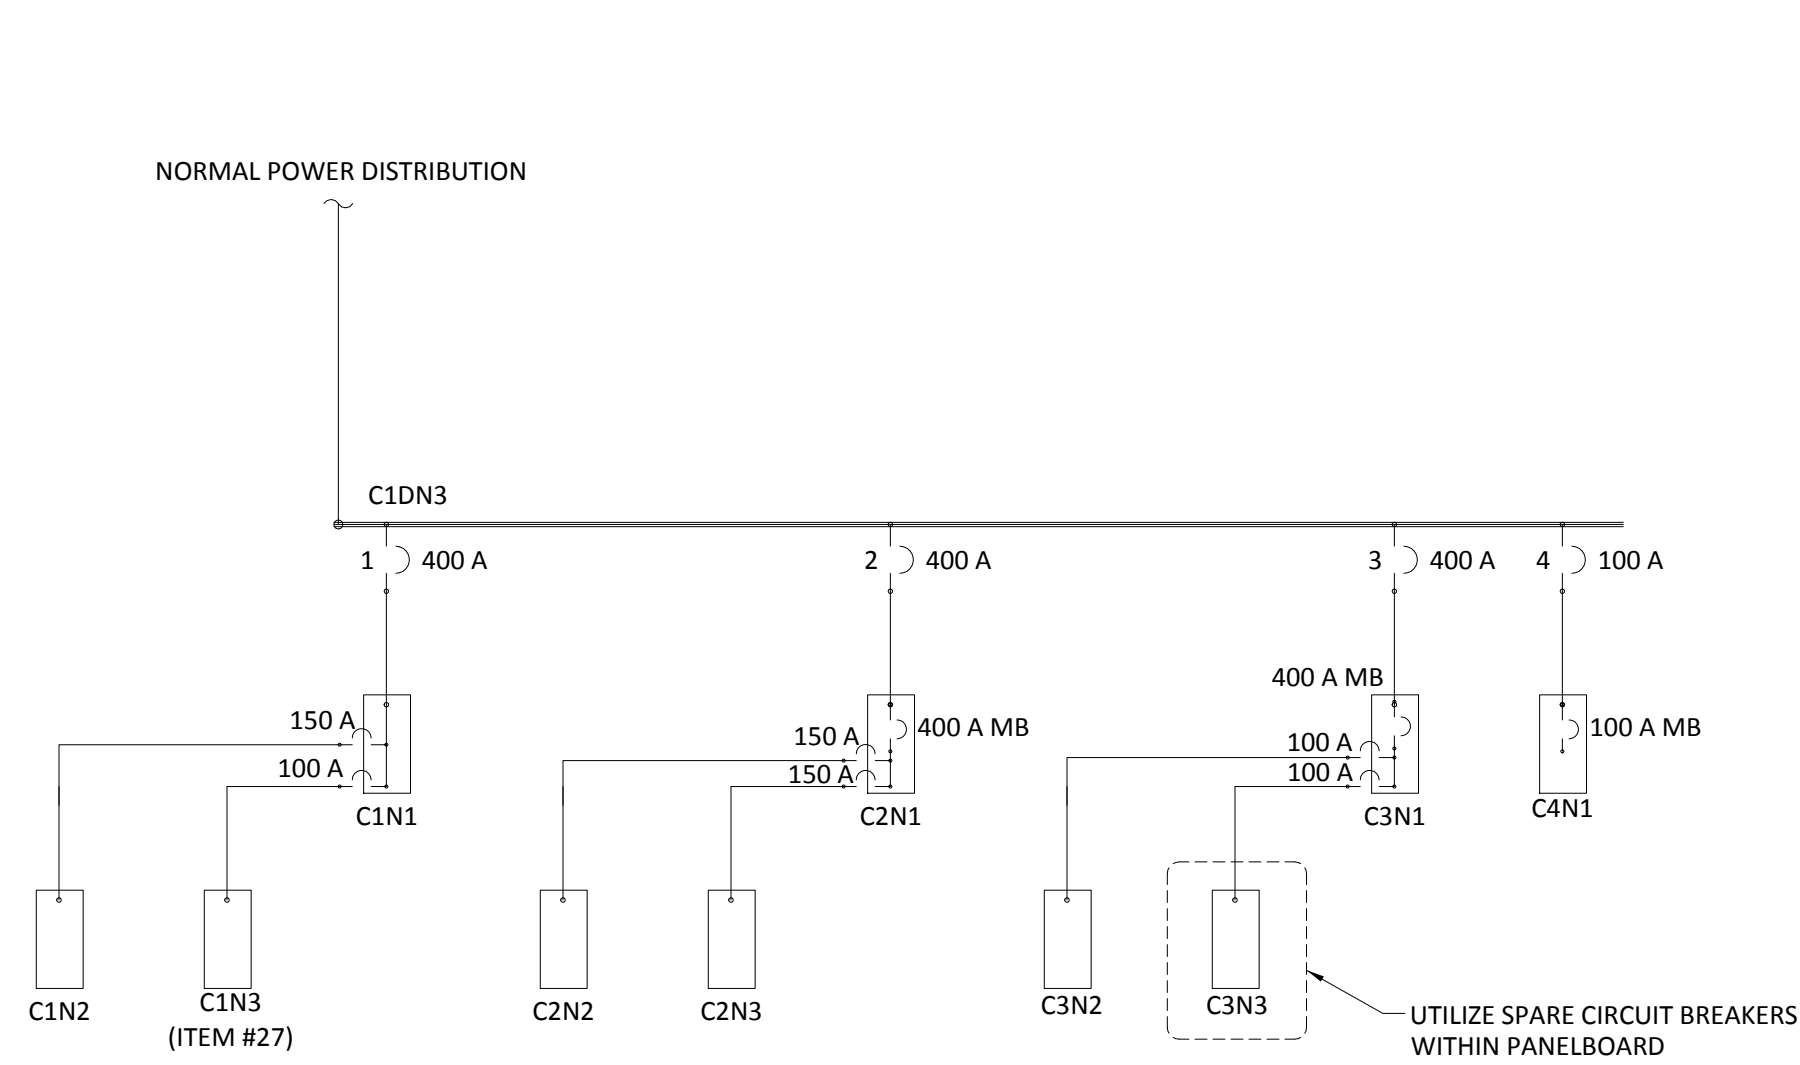 NORMAL POWER DISTRIBUTION
C1DN3
1 400 A
2 400 A
3 400 A
4 100 A
400 A MB
150 A
100 A
C1N1
150 A
400 A MB
150 A
C2N1
100 A
100 A
C3N1
100 A MB
C4N1
C1N2
C1N3
(ITEM #27)
C2N2
C2N3
C3N2
C3N3
UTILIZE SPARE CIRCUIT BREAKERS
WITHIN PANELBOARD